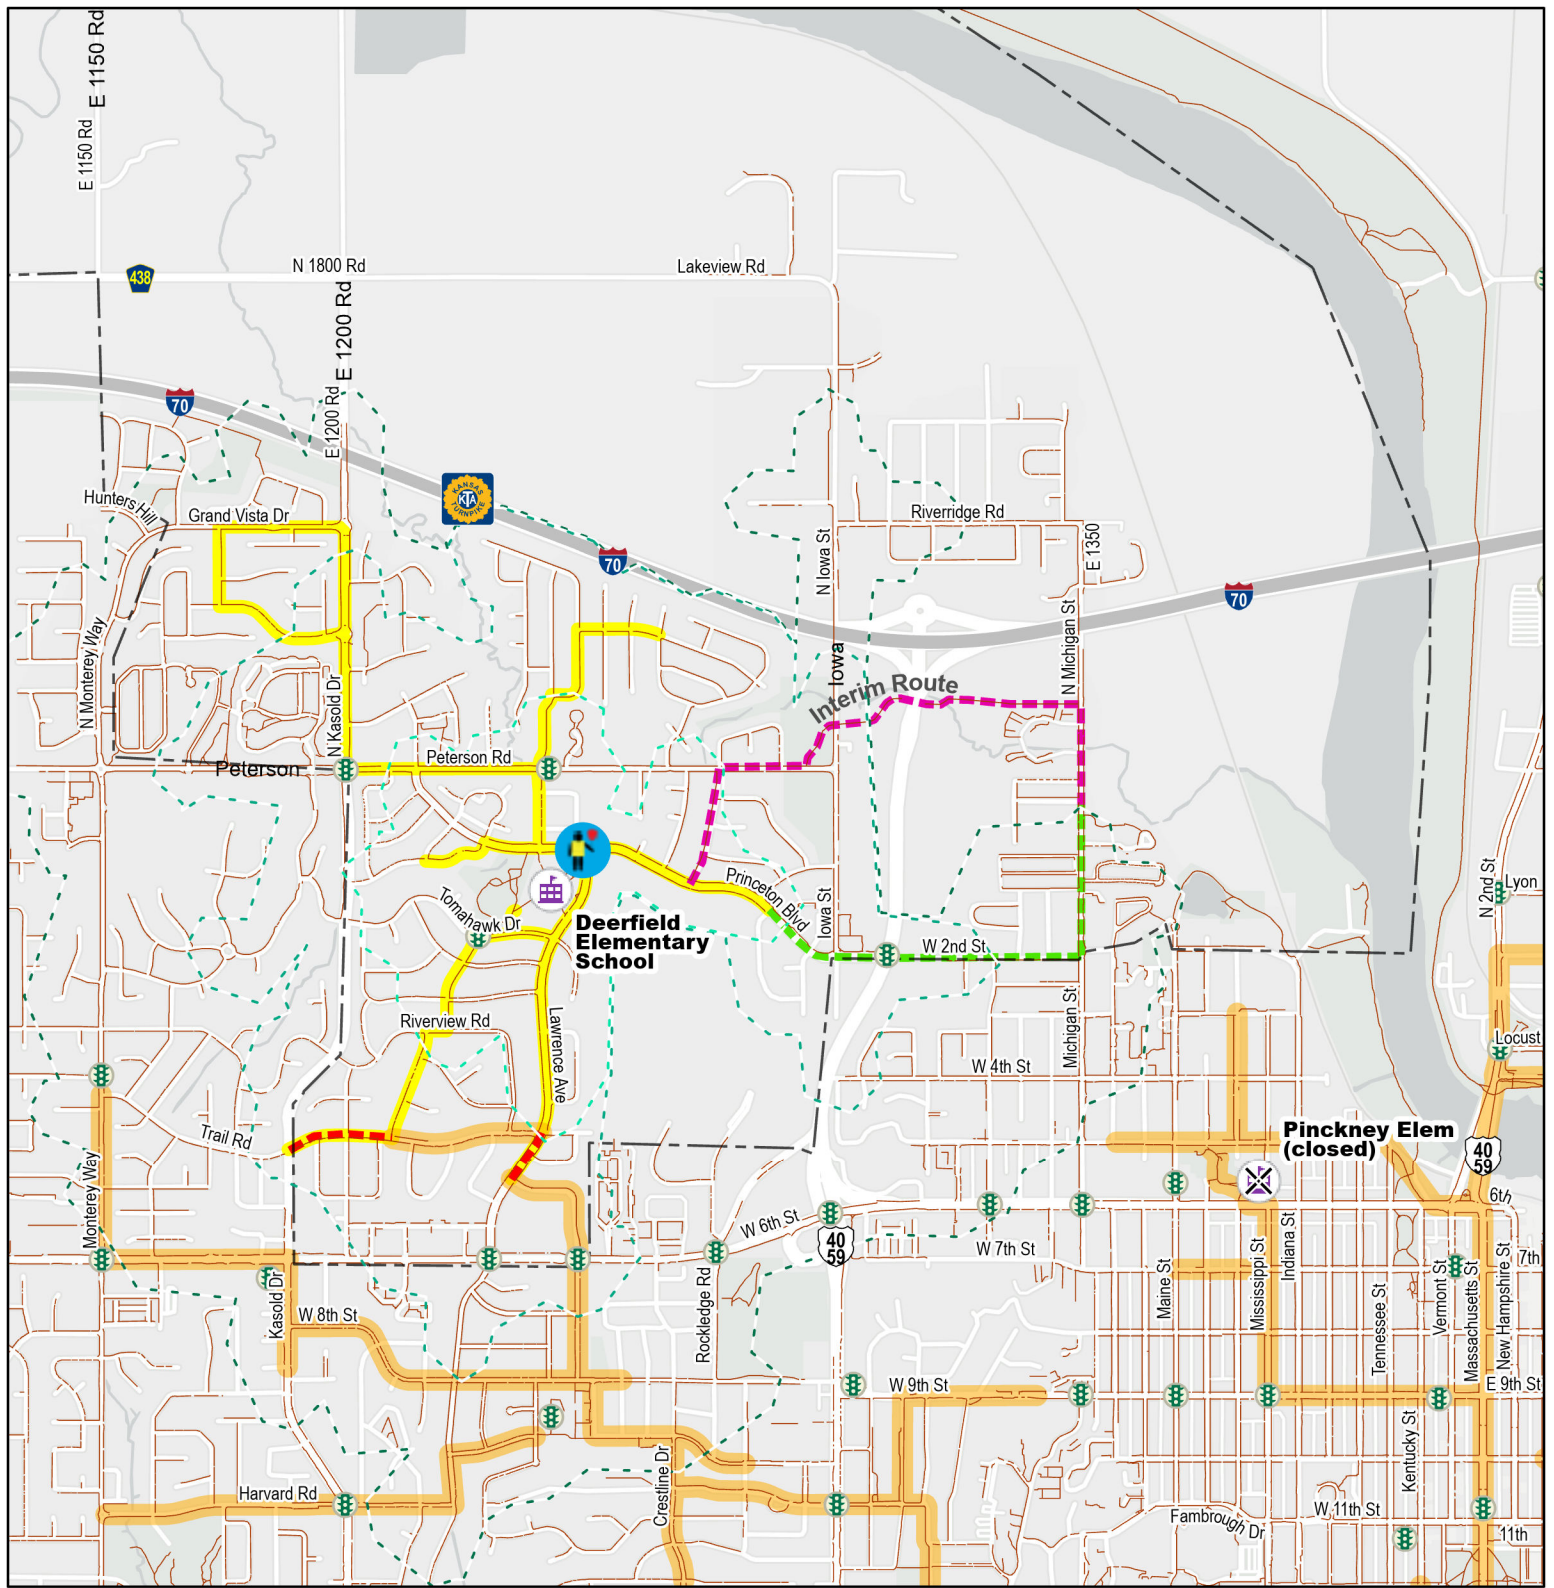 E 1150 Rd
E 1150 Rd
438
N 1800 Rd
Lakeview Rd
E 1200 Rd
E 1200 Rd
70
KANSAS
KTA
TURNPIKE
Hunters Hill
Grand Vista Dr
Riverridge Rd
E 1350
70
N Iowa St
70
N Michigan St
N Monterey Way
N Kasold Dr
Iowa
Interim Route
Peterson
Peterson Rd
Princeton Blvd
Iowa St
N 2nd St
Lyon
Tomahawk Dr
Deerfield
Elementary
School
W 2nd St
Riverview Rd
Lawrence Ave
Michigan St
W 4th St
Locust
Trail Rd
Pinckney Elem
(closed)
40
59
Monterey Way
W 6th St
6th
40
59
W 7th St
7th
Kasold Dr
W 8th St
Rockledge Rd
Maine St
Mississippi St
Indiana St
Tennessee St
Vermont St
Massachusetts St
New Hampshire St
W 9th St
E 9th St
Harvard Rd
Crestline Dr
Kentucky St
W 11th St
Fambrough Dr
11th